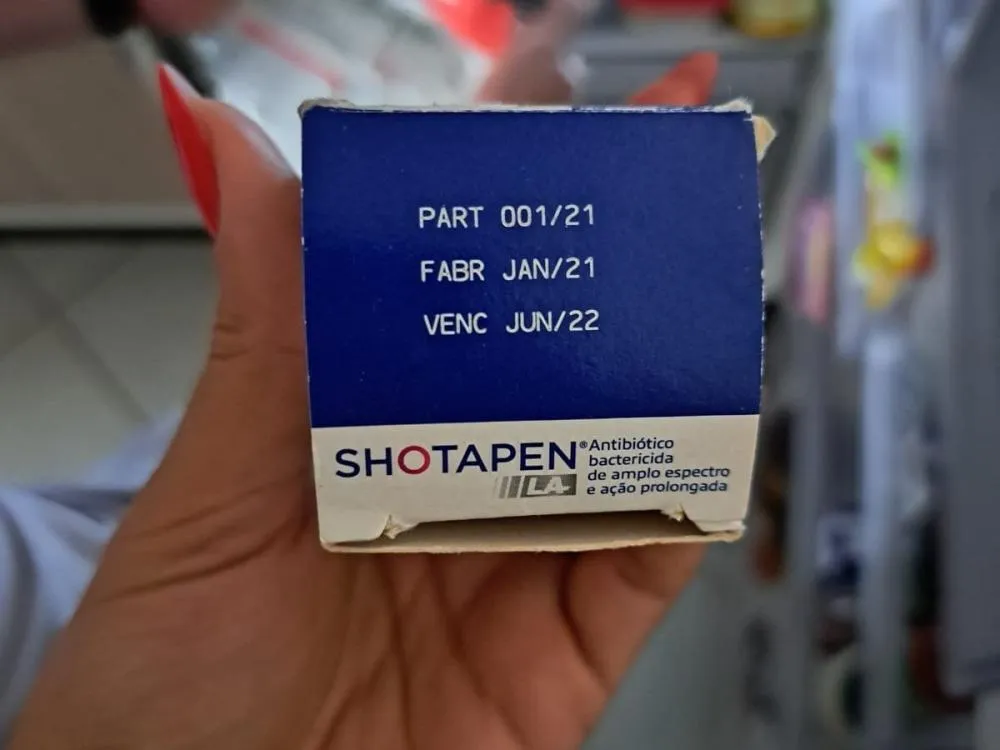 PART 001/21
FABR JAN/21
VENC JUN/22
SHOTAPEN®
LA
Antibiótico
bactericida
de amplo espectro
e ação prolongada